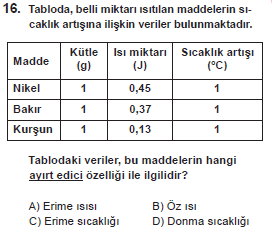 16. Tabloda, belli miktarı ısıtılan maddelerin sı-
caklık artışına ilişkin veriler bulunmaktadır.
Madde Kütle (g) Isı miktarı (J) Sıcaklık artışı (°C)
Nikel 1 0,45 1
Bakır 1 0,37 1
Kurşun 1 0,13 1
Tablodaki veriler, bu maddelerin hangi
ayırt edici özelliği ile ilgilidir?
A) Erime ısısı B) Öz ısı
C) Erime sıcaklığı D) Donma sıcaklığı